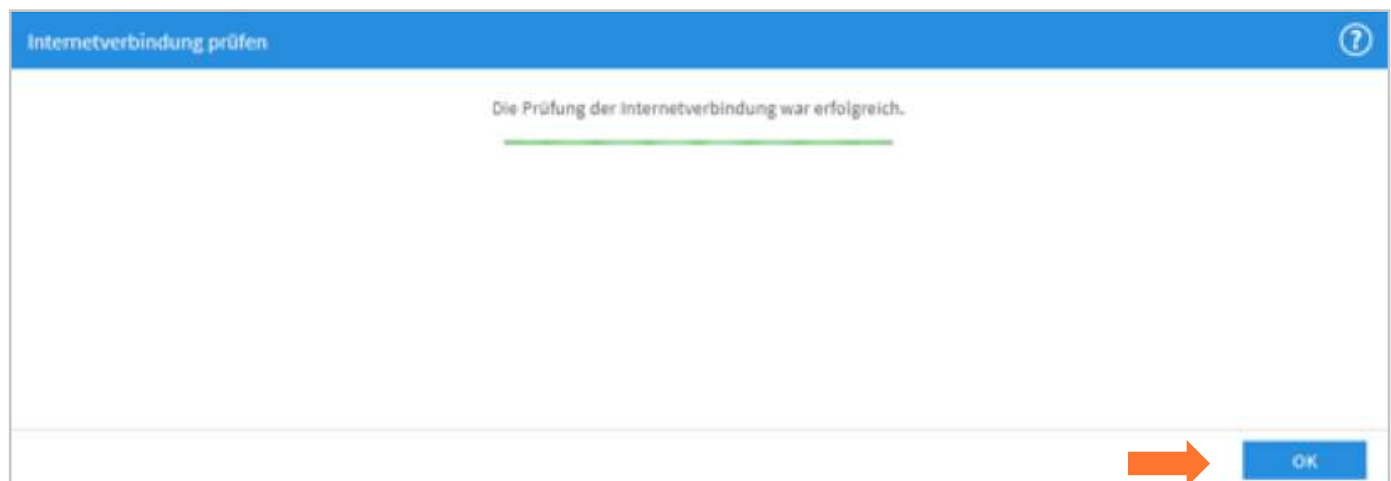 Internetverbindung prüfen
?
Die Prüfung der Internetverbindung war erfolgreich.
OK